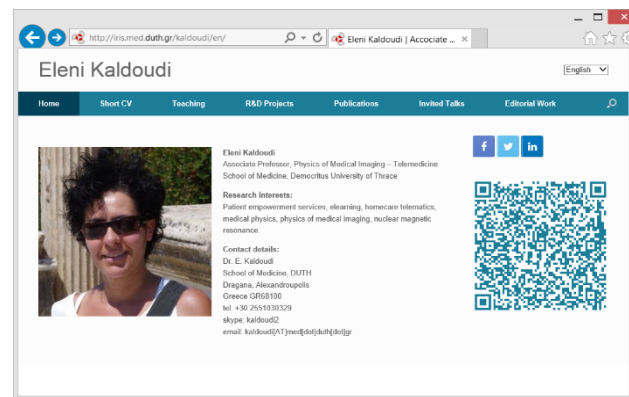 http://iris.med.duth.gr/kaldoudi/en/
Eleni Kaldoudi | Accociate ...
Eleni Kaldoudi
English
Home Short CV Teaching R&D Projects Publications Invited Talks Editorial Work
Eleni Kaldoudi
Associate Professor, Physics of Medical Imaging – Telemedicine
School of Medicine, Democritus University of Thrace
Research interests:
Patient empowerment services, elearning, homecare
telematics, medical physics, physics of medical imaging, nuclear magnetic
resonance.
Contact details:
Dr. E. Kaldoudi
School of Medicine, DUTH
Dragana, Alexandroupolis
Greece GR68100
tel. +30 2551030329
skype: kaldoudi2
email: kaldoudi[AT]med[dot]duth[dot]gr
f
in